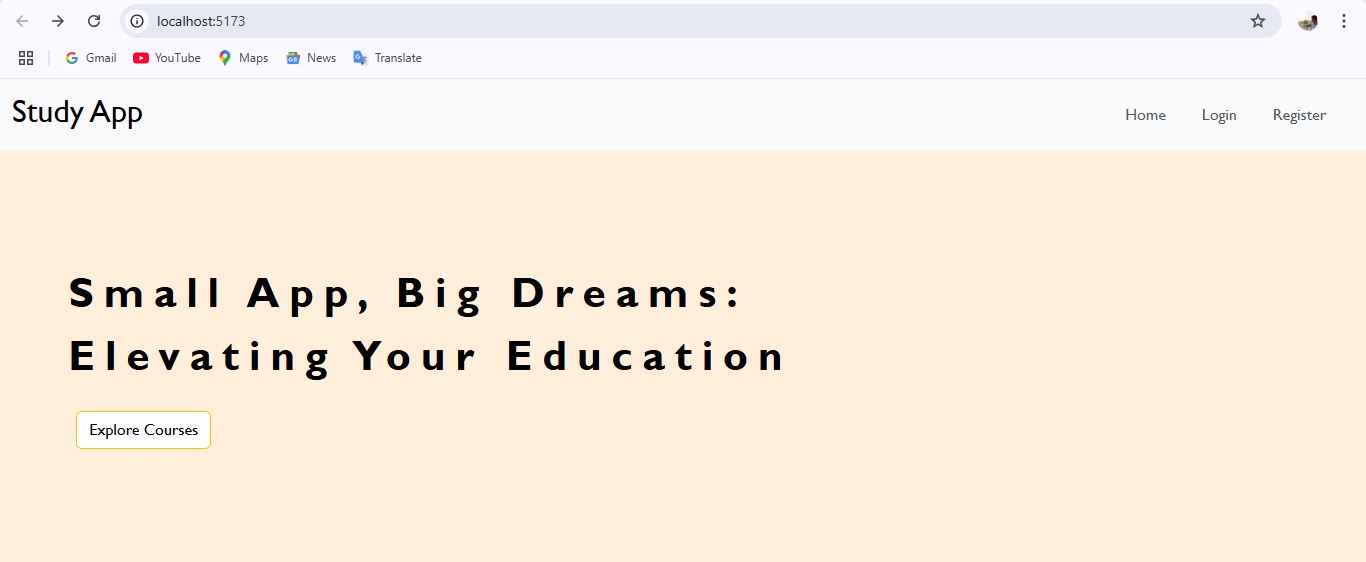 localhost:5173
Gmail YouTube Maps News Translate
Study App Home Login Register
Small App, Big Dreams:
Elevating Your Education
Explore Courses